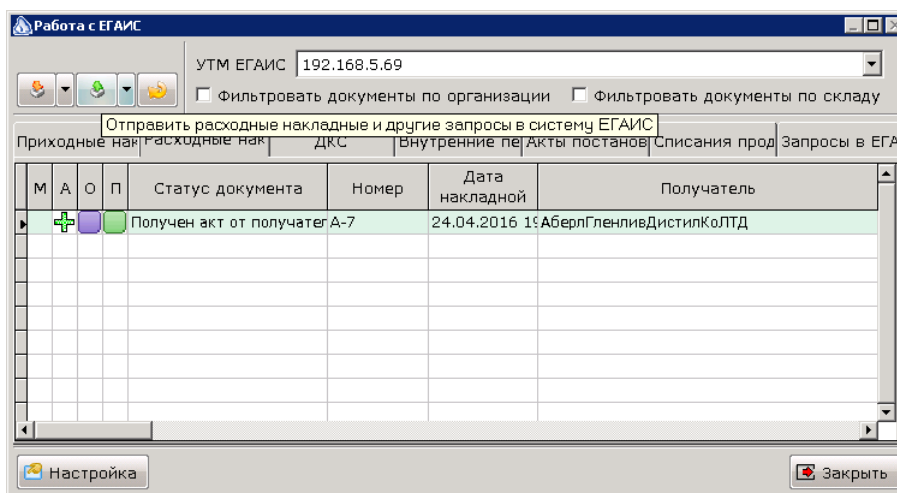 Работа с ЕГАИС
УТМ ЕГАИС 192.168.5.69
Фильтровать документы по организации Фильтровать документы по складу
Отправить расходные накладные и другие запросы в систему ЕГАИС
Приходные нак Расходные нак ДКС Внутренние пе Акты постанов Списания прод Запросы в ЕГА
М А О П Статус документа Номер Дата накладной Получатель
Получен акт от получател А-7 24.04.2016 19 АберлГленливДистилКоЛТД
Настройка Закрыть